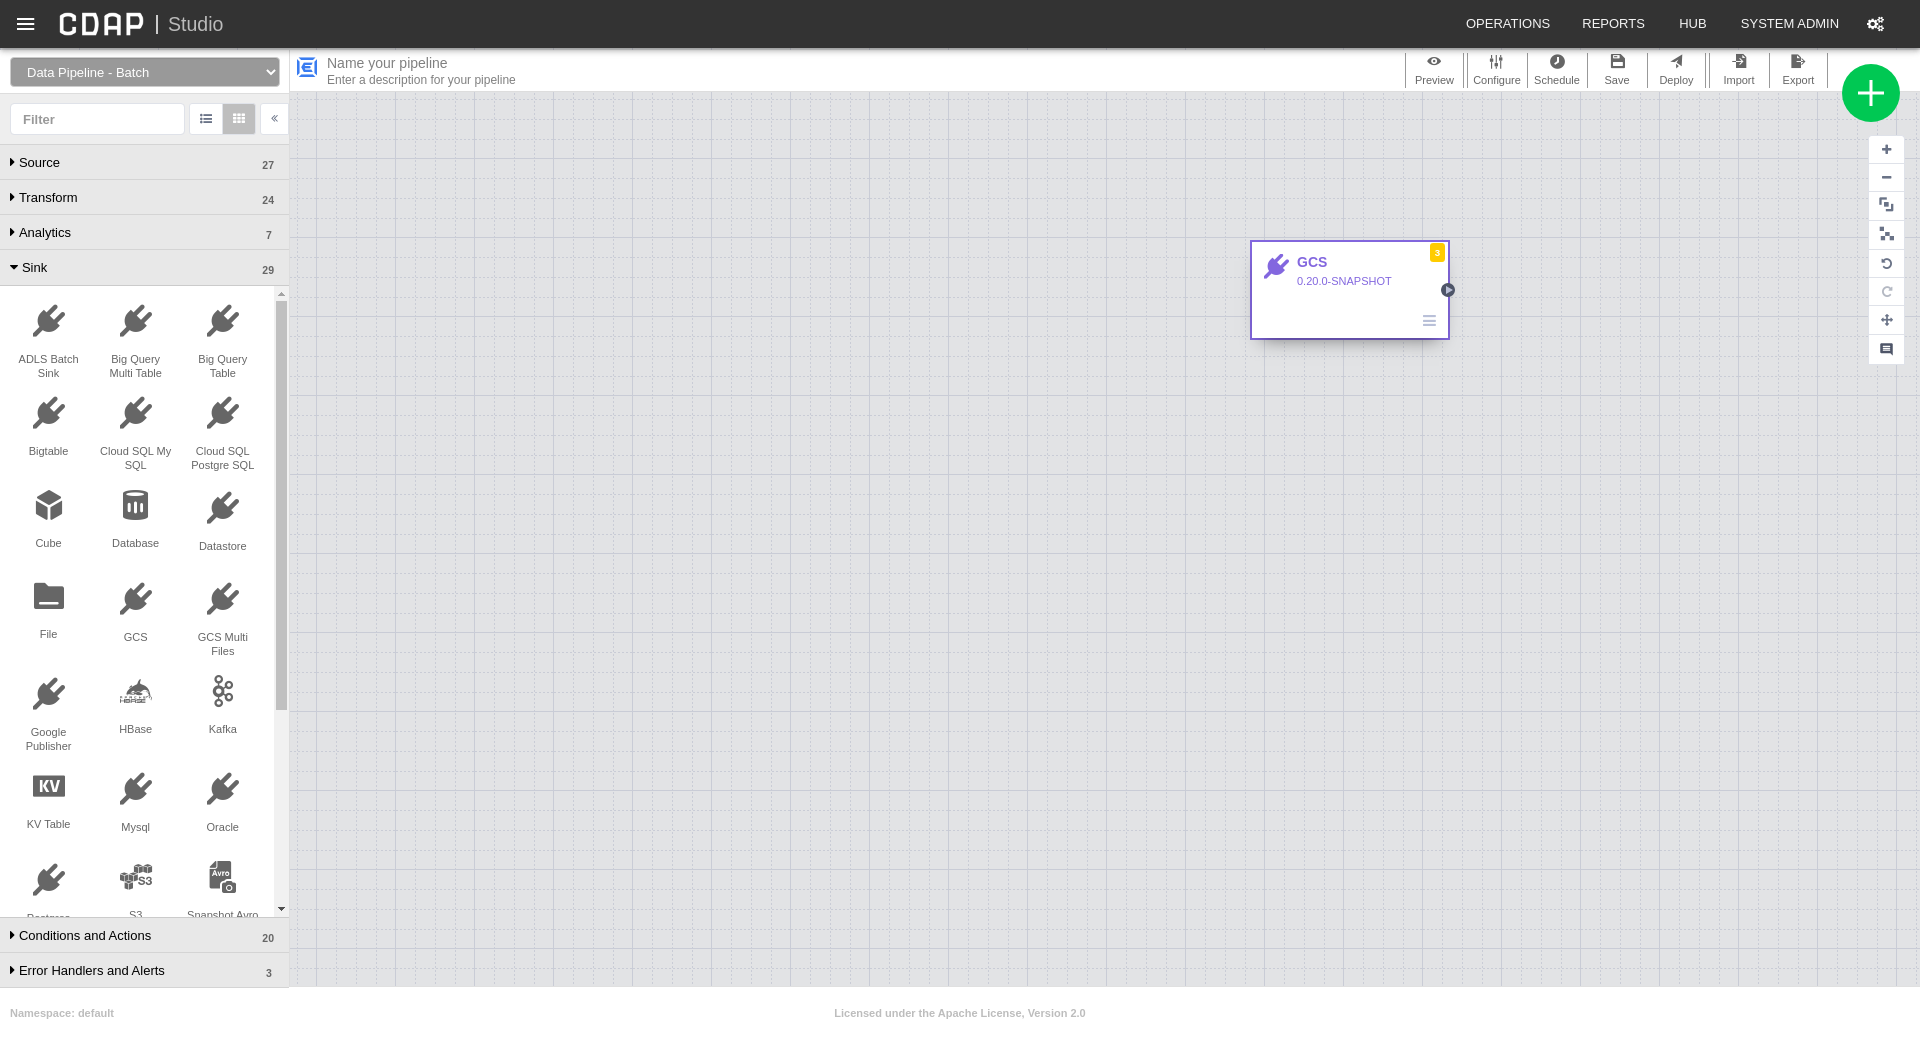 CDAP | Studio
OPERATIONS REPORTS HUB SYSTEM ADMIN
Data Pipeline - Batch
Name your pipeline
Enter a description for your pipeline
Preview Configure Schedule Save Deploy Import Export
Filter
Source 27
Transform 24
Analytics 7
Sink 29
ADLS Batch
Sink
Big Query
Multi Table
Big Query
Table
Bigtable
Cloud SQL My
SQL
Cloud SQL
Postgre SQL
Cube
Database
Datastore
File
GCS
GCS Multi
Files
Google
Publisher
HBASE
HBase
Kafka
KV
KV Table
Mysql
Oracle
Postgres
S3
S3
Avro
Snapshot Avro
Conditions and Actions 20
Error Handlers and Alerts 3
GCS
3
0.20.0-SNAPSHOT
Namespace: default
Licensed under the Apache License, Version 2.0